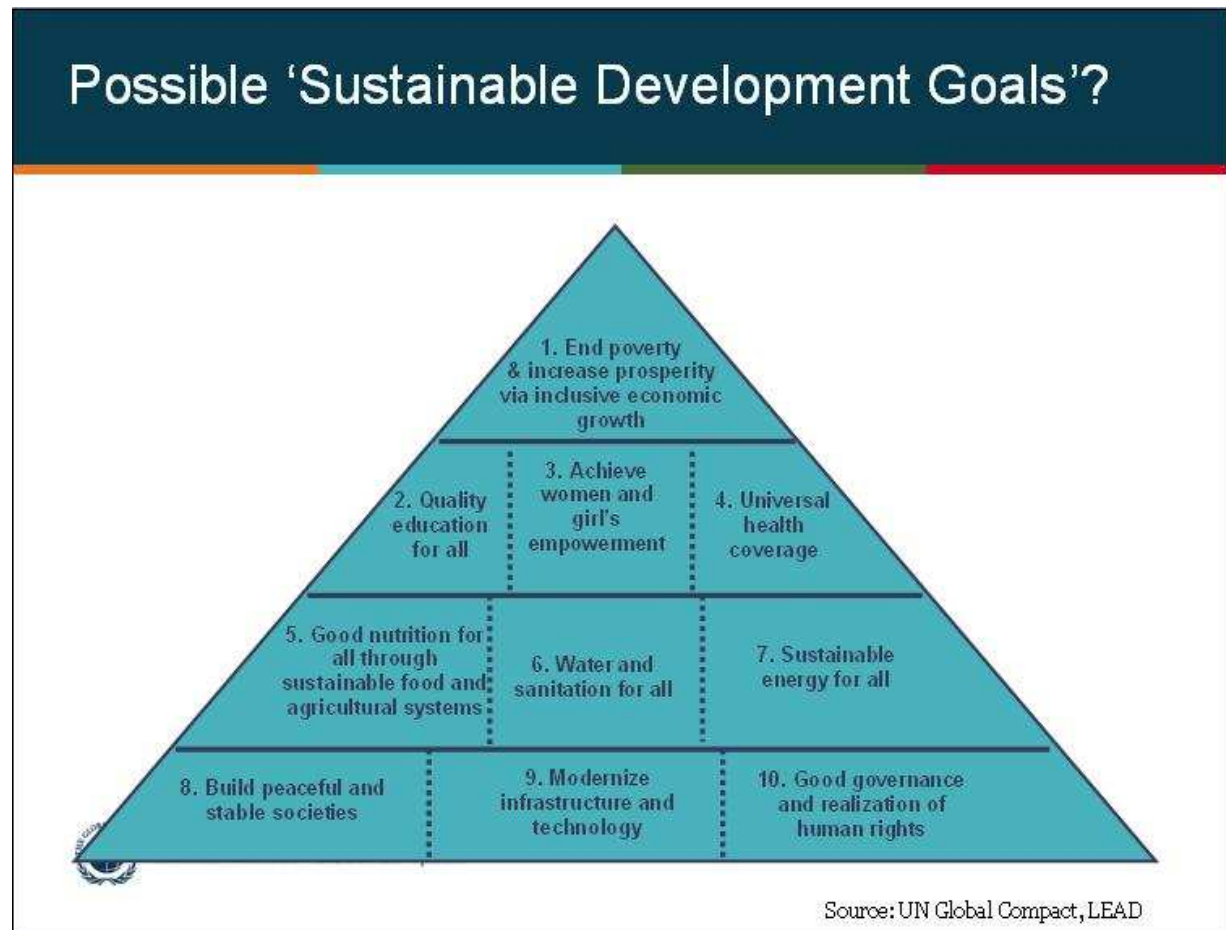 Possible ‘Sustainable Development Goals’?
1. End poverty
& increase prosperity
via inclusive economic
growth
2. Quality
education
for all
3. Achieve
women and
girl's
empowerment
4. Universal
health
coverage
5. Good nutrition for
all through
sustainable food and
agricultural systems
6. Water and
sanitation for all
7. Sustainable
energy for all
8. Build peaceful and
stable societies
9. Modernize
infrastructure and
technology
10. Good governance
and realization of
human rights
Source: UN Global Compact, LEAD